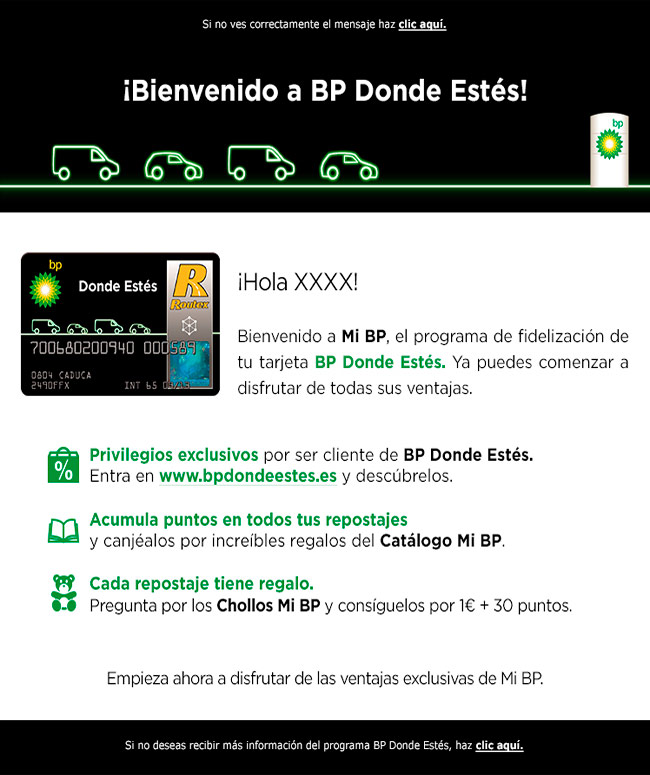 Si no ves correctamente el mensaje haz clic aquí.
¡Bienvenido a BP Donde Estés!
bp
bp
Donde Estés
R
Routex
700680200940 000589
0804 CADUCA
2490FFX INT 65
¡Hola XXXX!
Bienvenido a Mi BP, el programa de fidelización de
tu tarjeta BP Donde Estés. Ya puedes comenzar a
disfrutar de todas sus ventajas.
%
Privilegios exclusivos por ser cliente de BP Donde Estés.
Entra en www.bpdondeestes.es y descúbrelos.
Acumula puntos en todos tus repostajes
y canjéalos por increíbles regalos del Catálogo Mi BP.
Cada repostaje tiene regalo.
Pregunta por los Chollos Mi BP y consíguelos por 1€ + 30 puntos.
Empieza ahora a disfrutar de las ventajas exclusivas de Mi BP.
Si no deseas recibir más información del programa BP Donde Estés, haz clic aquí.